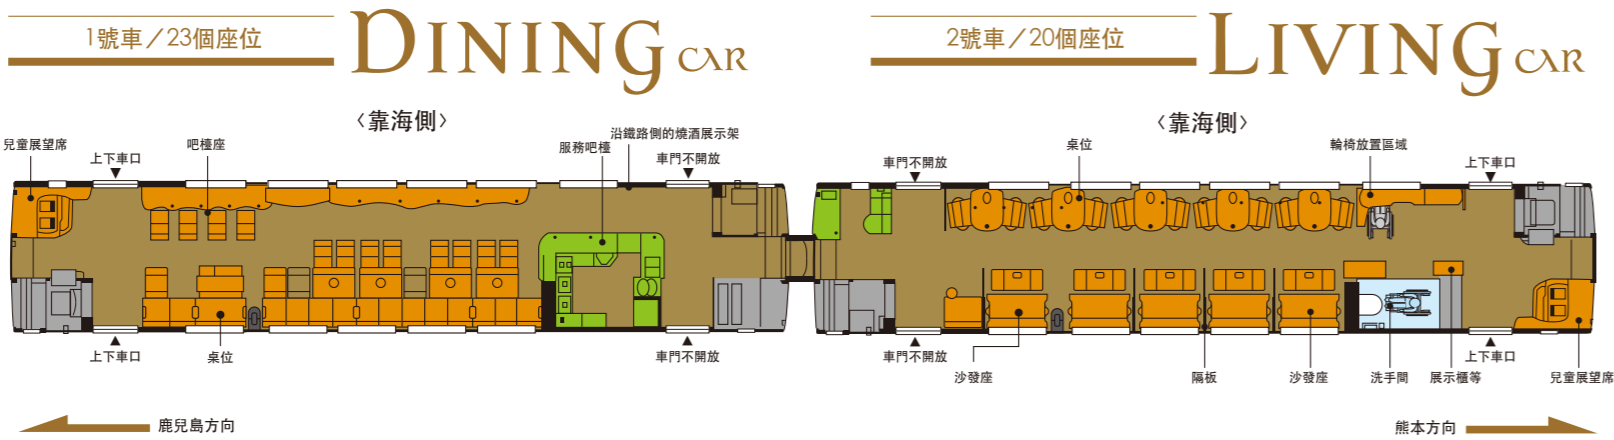 1號車／23個座位
DINING CAR
2號車／20個座位
LIVING CAR
〈靠海側〉
〈靠海側〉
兒童展望席
上下車口
吧檯座
服務吧檯
沿鐵路側的燒酒展示架
車門不開放
車門不開放
桌位
輪椅放置區域
上下車口
上下車口
桌位
車門不開放
車門不開放
沙發座
隔板
沙發座
洗手間
展示櫃等
上下車口
兒童展望席
鹿兒島方向
熊本方向